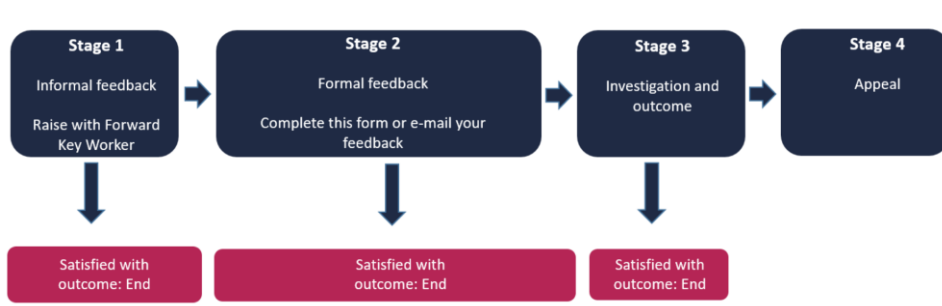 Stage 1
Informal feedback
Raise with Forward
Key Worker
Stage 2
Formal feedback
Complete this form or e-mail your
feedback
Stage 3
Investigation and
outcome
Stage 4
Appeal
Satisfied with
outcome: End
Satisfied with
outcome: End
Satisfied with
outcome: End